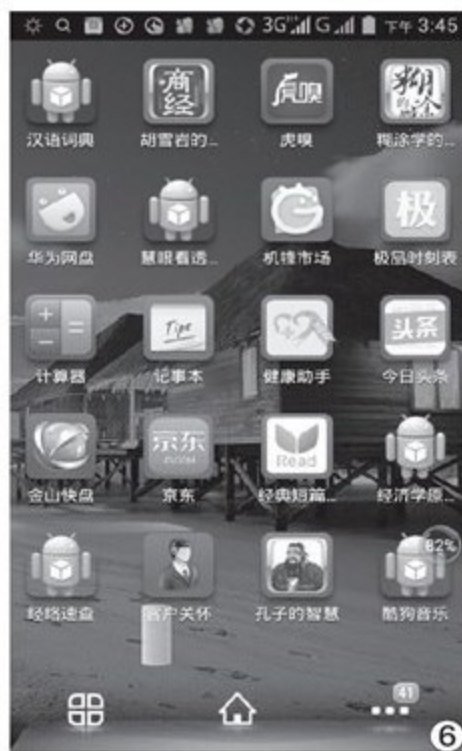 3G G 下午 3:45
商经
虎嗅
糊
汉语词典 胡雪岩的... 虎嗅 糊涂学的...
极
华为网盘 慧眼看透... 机锋市场 极品时刻表
+ − =
Tips
头条
计算器 记事本 健康助手 今日头条
京东
Read
金山快盘 京东 经典短篇... 经济学原...
82%
经络速查 客户关怀 孔子的智慧 酷狗音乐
41
6